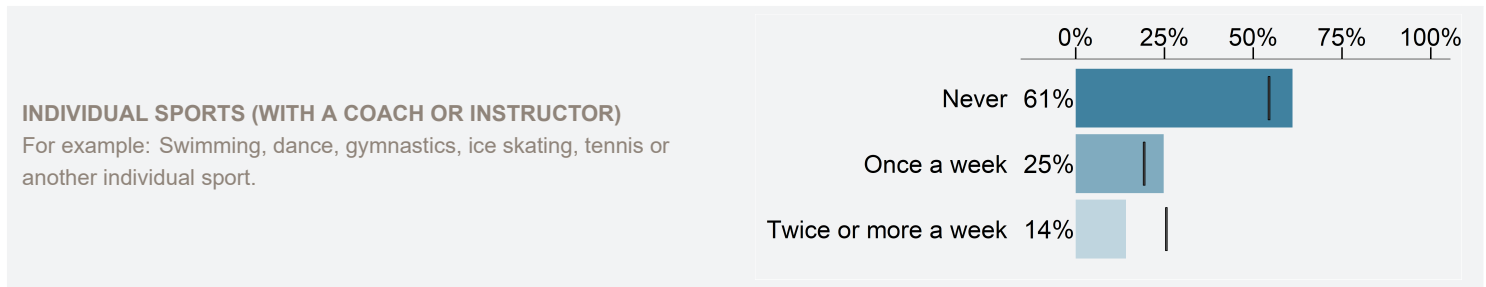 INDIVIDUAL SPORTS (WITH A COACH OR INSTRUCTOR)
For example: Swimming, dance, gymnastics, ice skating, tennis or
another individual sport.
0% 25% 50% 75% 100%
Never 61%
Once a week 25%
Twice or more a week 14%